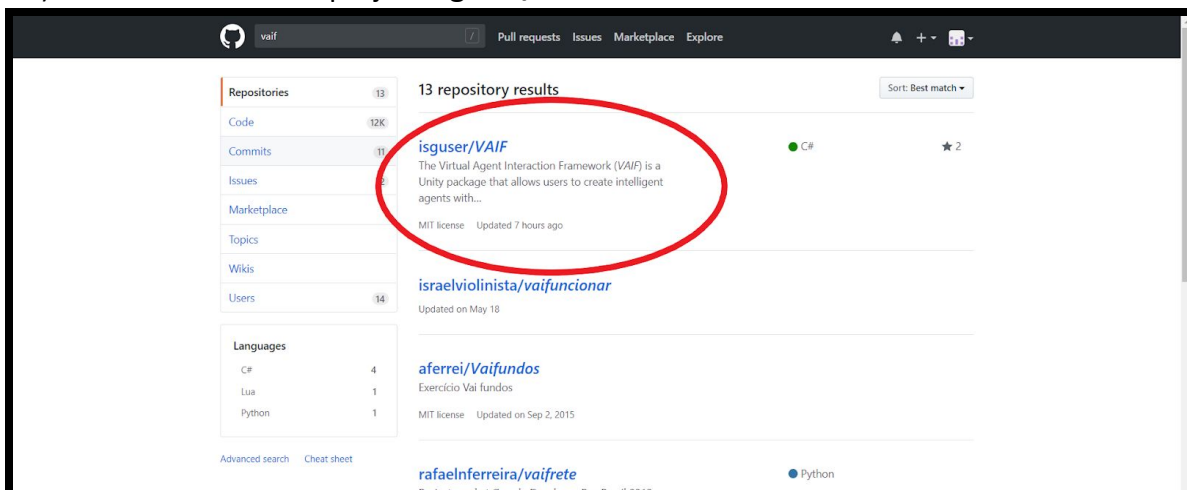 vaif / Pull requests Issues Marketplace Explore
Repositories 13
Code 12K
Commits 11
Issues 2
Marketplace
Topics
Wikis
Users 14
Languages
C# 4
Lua 1
Python 1
Advanced search Cheat sheet
13 repository results
Sort: Best match
isguser/VAIF
C# 2
The Virtual Agent Interaction Framework (VAIF) is a
Unity package that allows users to create intelligent
agents with...
MIT license Updated 7 hours ago
israelviolinista/vaifuncionar
Updated on May 18
aferrei/Vaifundos
Exercício Vai fundos
MIT license Updated on Sep 2, 2015
rafaelnferreira/vaifrete
Python